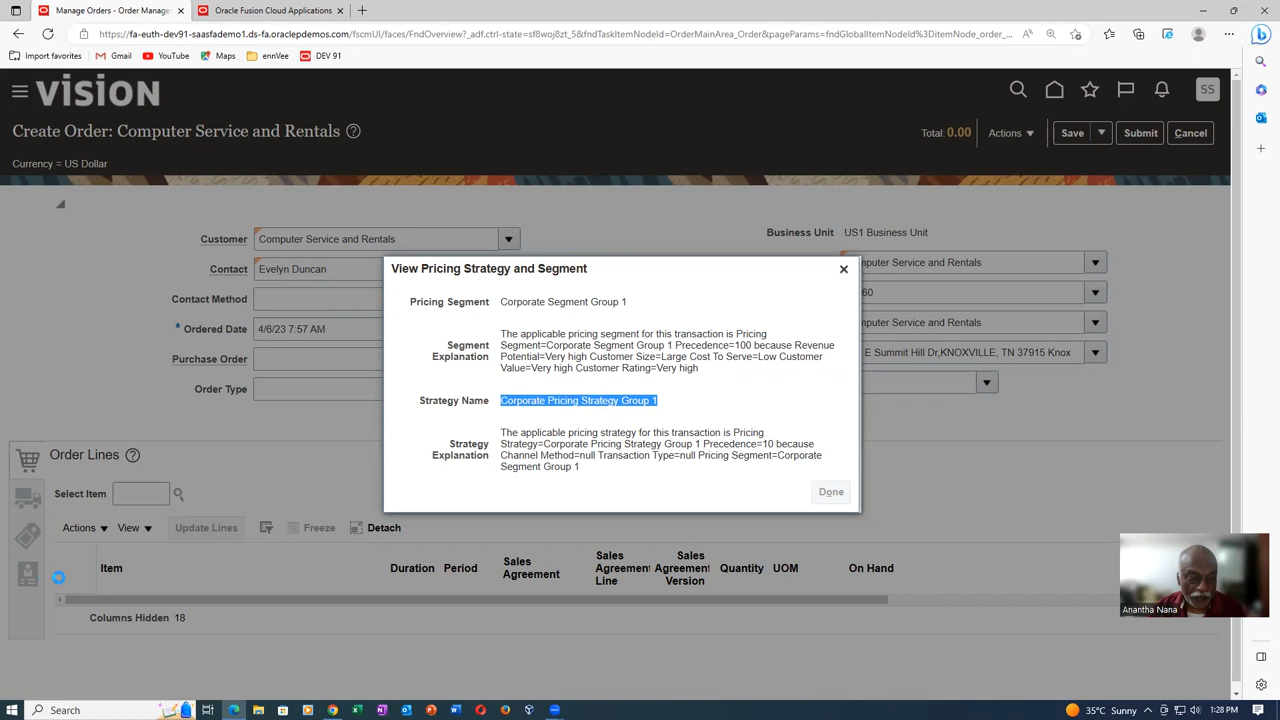 Manage Orders - Order Manage
Oracle Fusion Cloud Applications
https://fa-euth-dev91-saasfademo1.ds-fa.oraclepdemos.com/fscmUI/faces/FndOverview?_adf.ctrl-state=sf8woj8zt_5&fndTaskItemNodeId=OrderMainArea_Order&pageParams=fndGlobalItemNodeId%3DitemNode_order_...
Import favorites
Gmail
YouTube
Maps
ennVee
DEV 91
VISION
SS
Create Order: Computer Service and Rentals
Total: 0.00
Actions
Save
Submit
Cancel
Currency = US Dollar
Customer
Computer Service and Rentals
Business Unit
US1 Business Unit
Contact
Evelyn Duncan
mputer Service and Rentals
Contact Method
60
* Ordered Date
4/6/23 7:57 AM
mputer Service and Rentals
Purchase Order
E Summit Hill Dr,KNOXVILLE, TN 37915 Knox
Order Type
View Pricing Strategy and Segment
Pricing Segment
Corporate Segment Group 1
Segment Explanation
The applicable pricing segment for this transaction is Pricing
Segment=Corporate Segment Group 1 Precedence=100 because Revenue
Potential=Very high Customer Size=Large Cost To Serve=Low Customer
Value=Very high Customer Rating=Very high
Strategy Name
Corporate Pricing Strategy Group 1
Strategy Explanation
The applicable pricing strategy for this transaction is Pricing
Strategy=Corporate Pricing Strategy Group 1 Precedence=10 because
Channel Method=null Transaction Type=null Pricing Segment=Corporate
Segment Group 1
Done
Order Lines
Select Item
Actions
View
Update Lines
Freeze
Detach
Item
Duration
Period
Sales Agreement
Sales Agreement Line
Sales Agreement Version
Quantity
UOM
On Hand
Columns Hidden 18
Anantha Nana
Search
35°C Sunny
1:28 PM